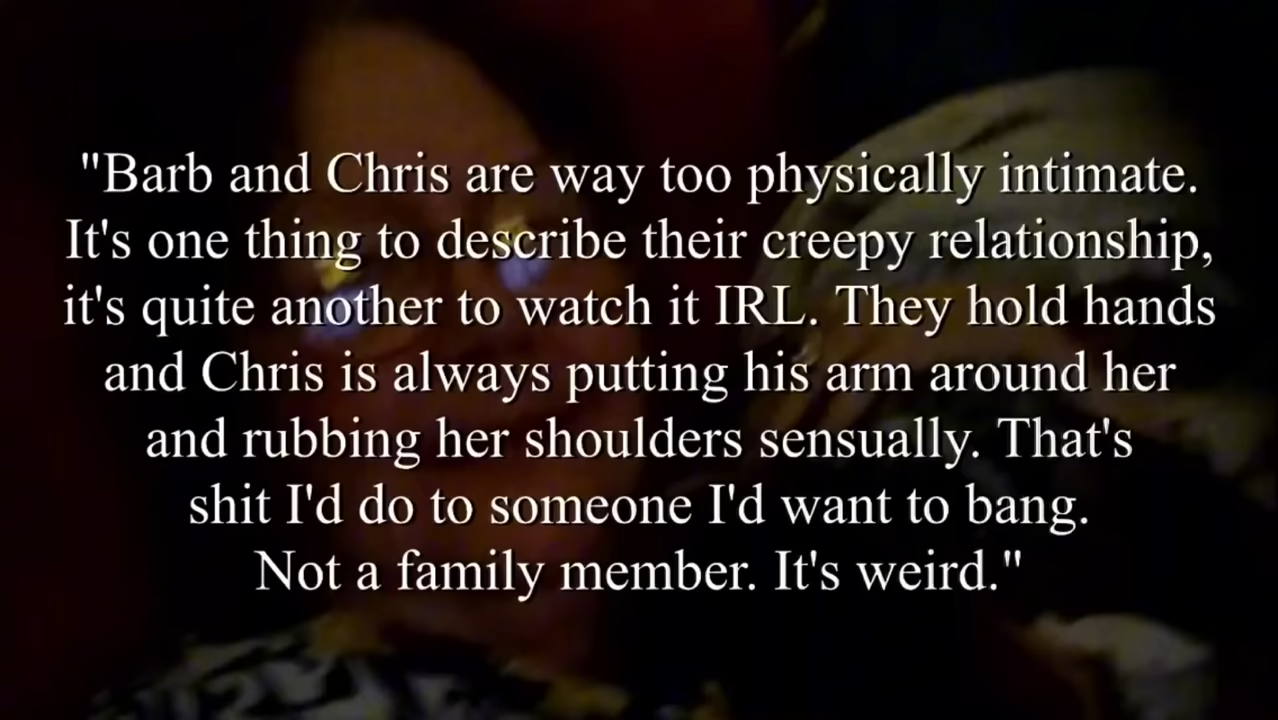 "Barb and Chris are way too physically intimate.
It's one thing to describe their creepy relationship,
it's quite another to watch it IRL. They hold hands
and Chris is always putting his arm around her
and rubbing her shoulders sensually. That's
shit I'd do to someone I'd want to bang.
Not a family member. It's weird."